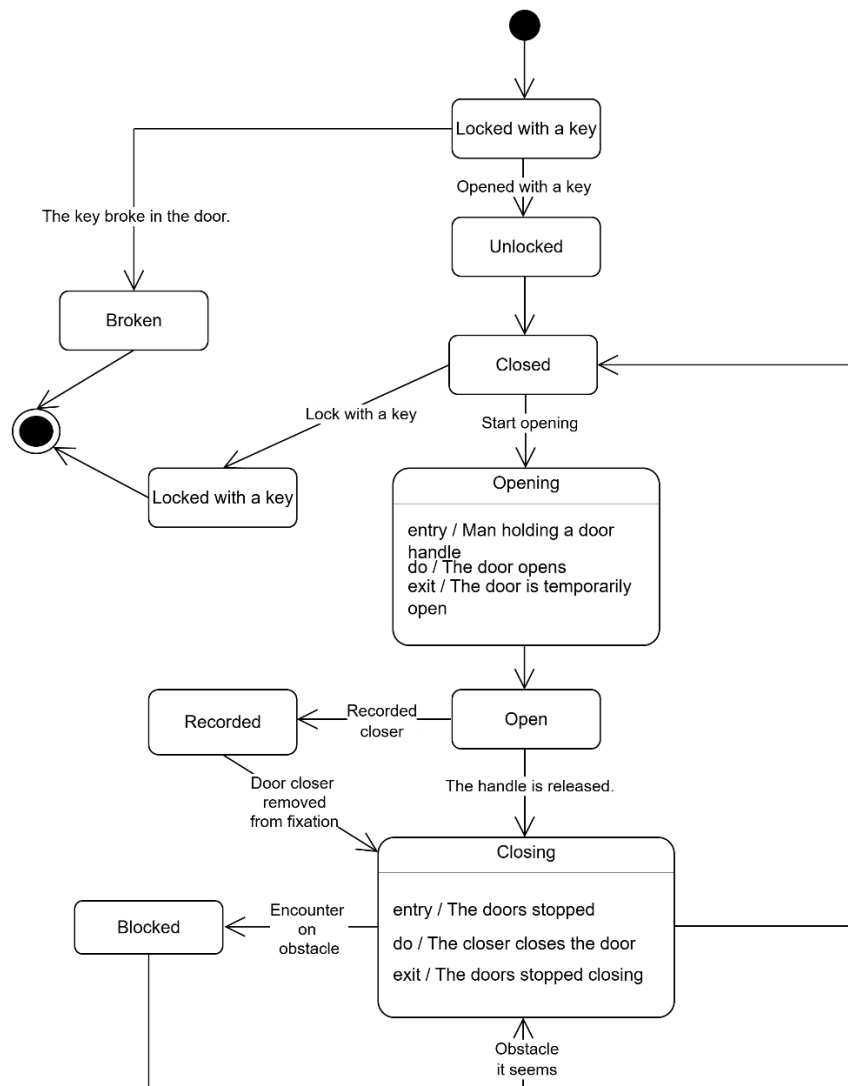 Locked with a key
Opened with a key
The key broke in the door.
Unlocked
Broken
Closed
Lock with a key
Start opening
Locked with a key
Opening
entry / Man holding a door
handle
do / The door opens
exit / The door is temporarily
open
Recorded
Recorded
closer
Open
Door closer
removed
from fixation
The handle is released.
Closing
Blocked
Encounter
on
obstacle
entry / The doors stopped
do / The closer closes the door
exit / The doors stopped closing
Obstacle
it seems